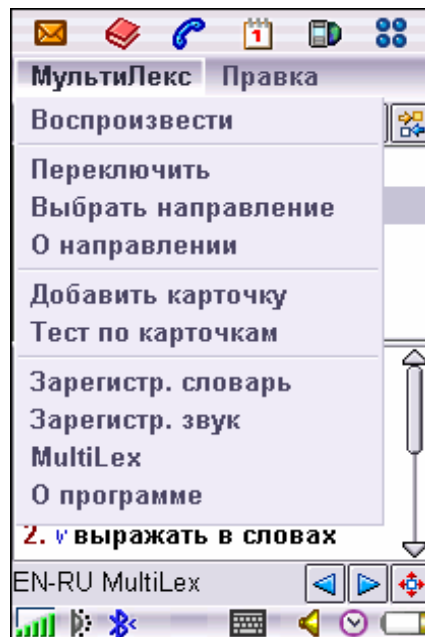 1
МультиЛекс Правка
Воспроизвести
Переключить
Выбрать направление
О направлении
Добавить карточку
Тест по карточкам
Зарегистр. словарь
Зарегистр. звук
MultiLex
О программе
2. v выражать в словах
EN-RU MultiLex